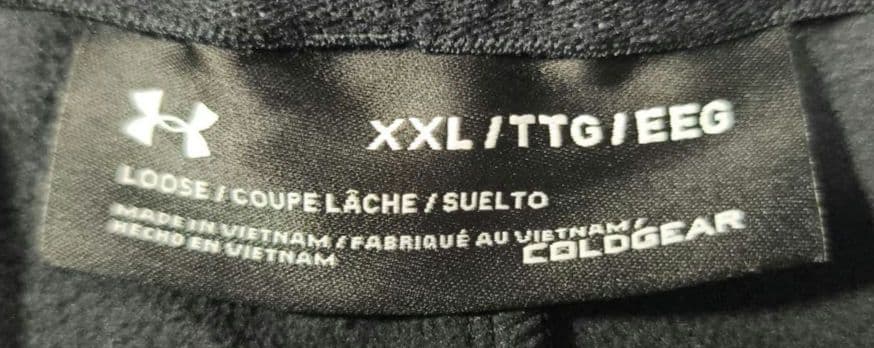 XXL/TTG/EEG
LOOSE / COUPE LÂCHE / SUELTO
MADE IN VIETNAM / FABRIQUÉ AU VIETNAM /
HECHO EN VIETNAM
COLDGEAR